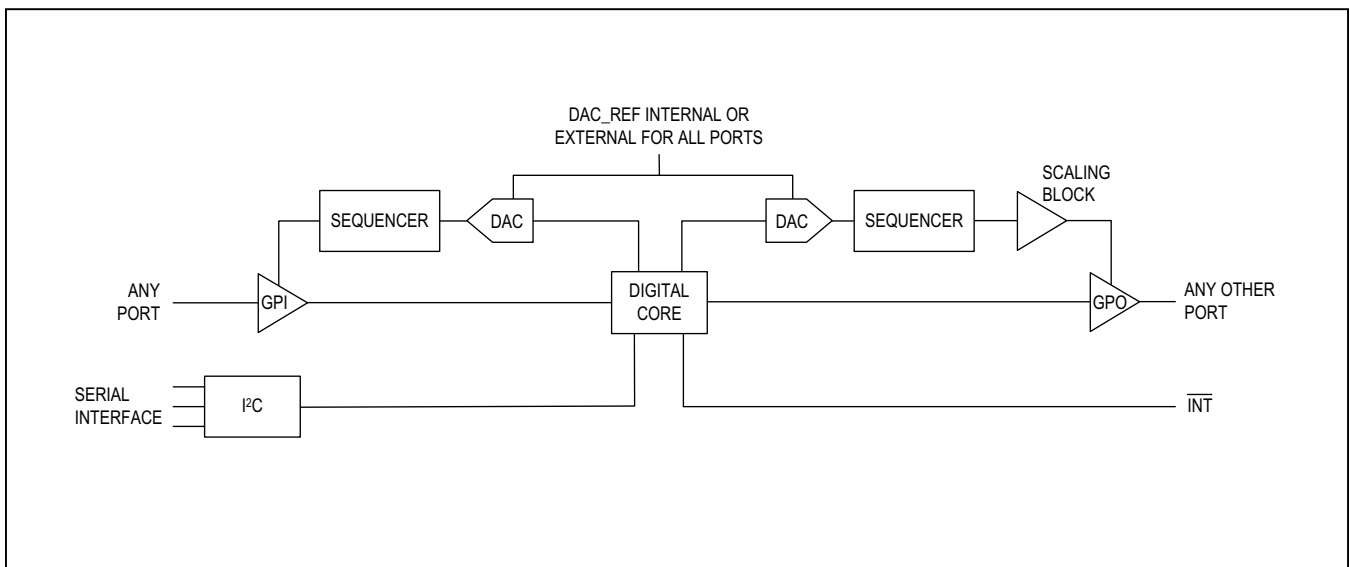 DAC_REF INTERNAL OR
EXTERNAL FOR ALL PORTS
SCALING
BLOCK
SEQUENCER
DAC
DAC
SEQUENCER
ANY
PORT
GPI
DIGITAL
CORE
GPO
ANY OTHER
PORT
SERIAL
INTERFACE
I²C
INT